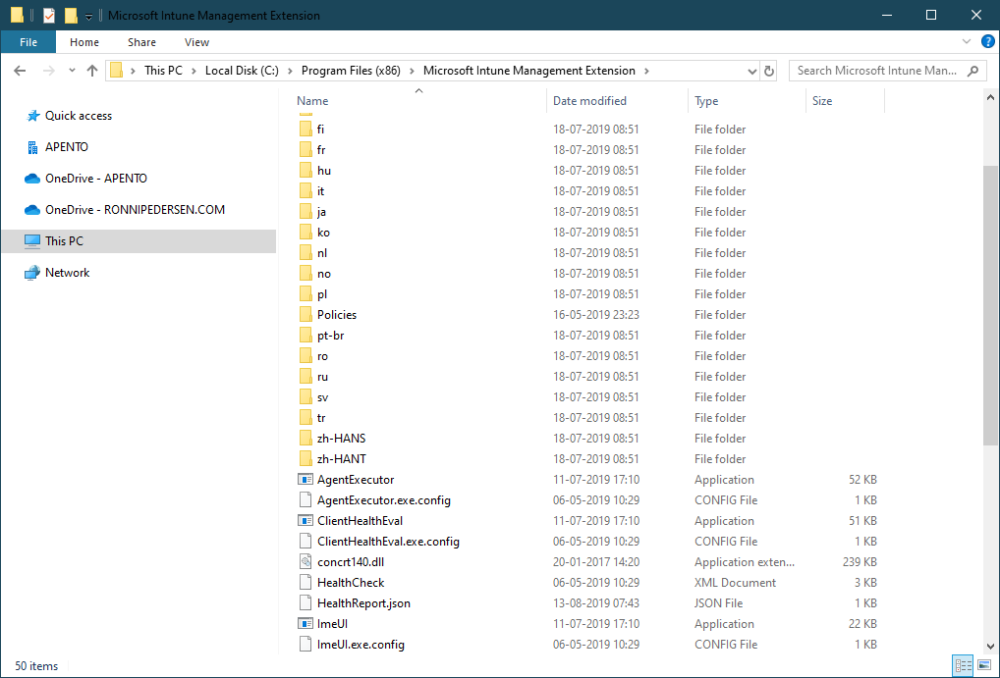 Microsoft Intune Management Extension
File Home Share View
This PC Local Disk (C:) Program Files (x86) Microsoft Intune Management Extension Search Microsoft Intune Man...
Name Date modified Type Size
Quick access
APENTO
OneDrive - APENTO
OneDrive - RONNIPEDERSEN.COM
This PC
Network
fi 18-07-2019 08:51 File folder
fr 18-07-2019 08:51 File folder
hu 18-07-2019 08:51 File folder
it 18-07-2019 08:51 File folder
ja 18-07-2019 08:51 File folder
ko 18-07-2019 08:51 File folder
nl 18-07-2019 08:51 File folder
no 18-07-2019 08:51 File folder
pl 18-07-2019 08:51 File folder
Policies 16-05-2019 23:23 File folder
pt-br 18-07-2019 08:51 File folder
ro 18-07-2019 08:51 File folder
ru 18-07-2019 08:51 File folder
sv 18-07-2019 08:51 File folder
tr 18-07-2019 08:51 File folder
zh-HANS 18-07-2019 08:51 File folder
zh-HANT 18-07-2019 08:51 File folder
AgentExecutor 11-07-2019 17:10 Application 52 KB
AgentExecutor.exe.config 06-05-2019 10:29 CONFIG File 1 KB
ClientHealthEval 11-07-2019 17:10 Application 51 KB
ClientHealthEval.exe.config 06-05-2019 10:29 CONFIG File 1 KB
concrt140.dll 20-01-2017 14:20 Application exten... 239 KB
HealthCheck 06-05-2019 10:29 XML Document 3 KB
HealthReport.json 13-08-2019 07:43 JSON File 1 KB
ImeUI 11-07-2019 17:10 Application 22 KB
ImeUI.exe.config 06-05-2019 10:29 CONFIG File 1 KB
50 items